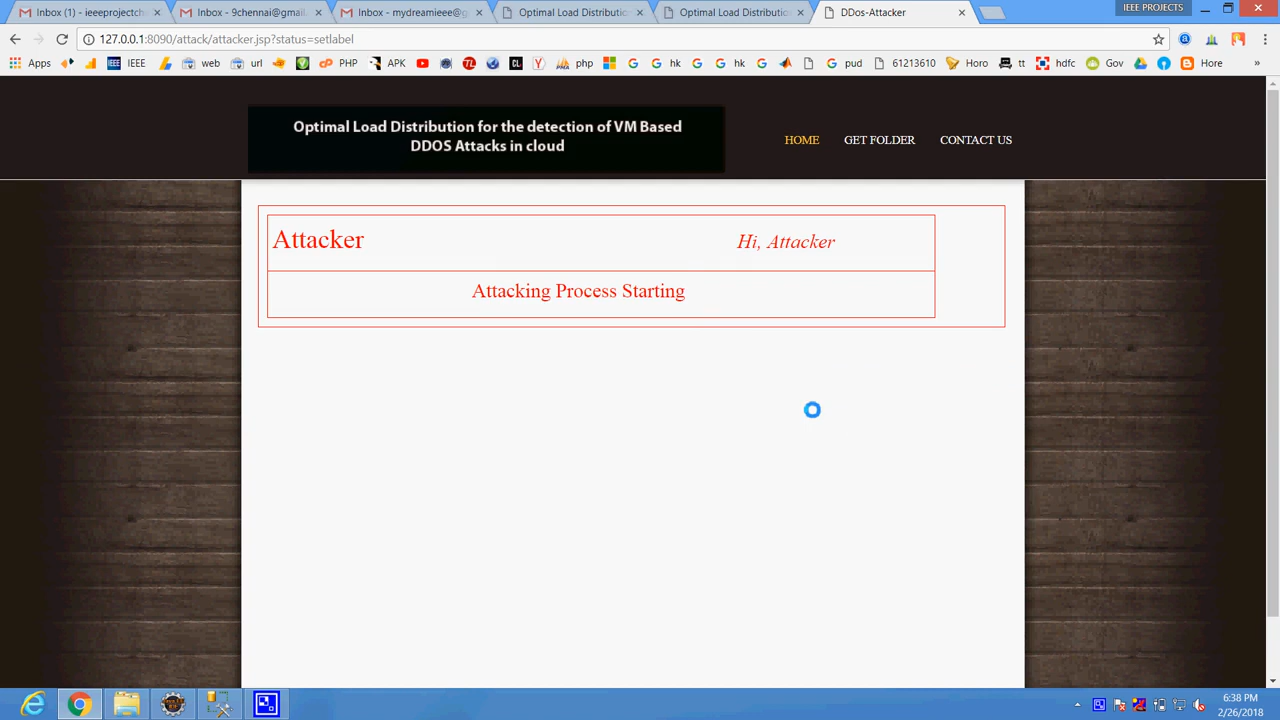 Inbox - ieeeprojectch
Inbox - 9chennai@gmail.
Inbox - mydreamieee@g
Optimal Load Distributio
Optimal Load Distributio
DDos-Attacker
IEEE PROJECTS
127.0.0.1:8090/attack/attacker.jsp?status=setlabel
Apps
IEEE
web
url
PHP
APK
TL
CL
php
hk
hk
puz
61213610
Horo
tt
hdfc
Gov
Hore
»
Optimal Load Distribution for the detection of VM Based
DDOS Attacks in cloud
HOME
GET FOLDER
CONTACT US
Attacker
Hi, Attacker
Attacking Process Starting
6:38 PM
2/26/2018